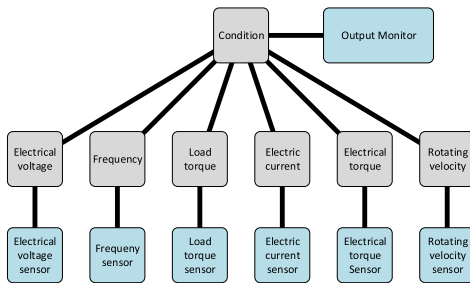 Condition
Output Monitor
Electrical
voltage
Frequency
Load
torque
Electric
current
Electrical
torque
Rotating
velocity
Electrical
voltage
sensor
Frequeny
sensor
Load
torque
sensor
Electric
current
sensor
Electrical
torque
Sensor
Rotating
velocity
sensor